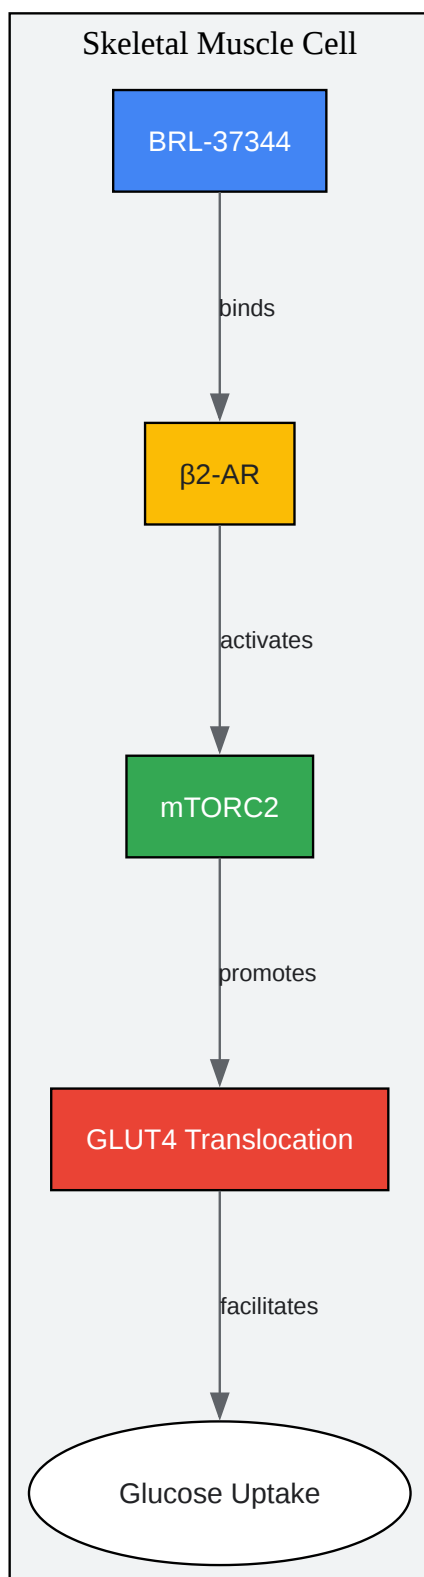 Skeletal Muscle Cell
BRL-37344
binds
β2-AR
activates
mTORC2
promotes
GLUT4 Translocation
facilitates
Glucose Uptake